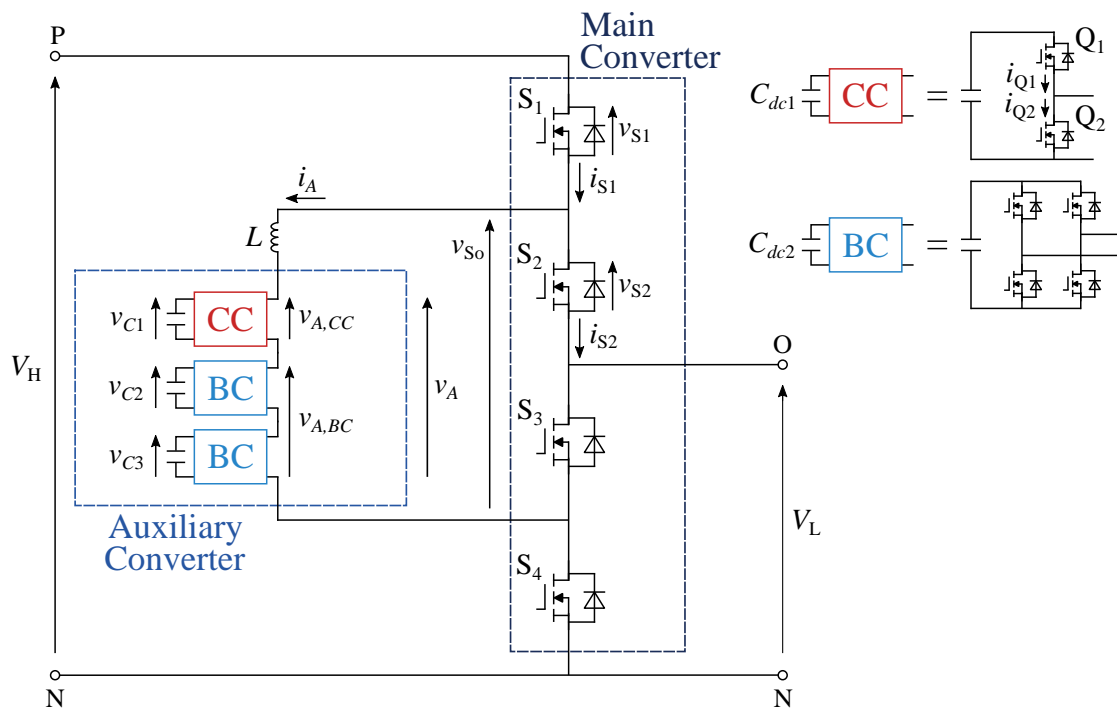 P
Main
Converter
S1
vS1
iS1
iA
L
vSo
S2
vS2
iS2
O
VH
vC1
CC
vA,CC
vC2
BC
vA,BC
vA
vC3
BC
S3
VL
Auxiliary
Converter
S4
N
N
Cdc1
CC
=
Q1
iQ1
iQ2
Q2
Cdc2
BC
=